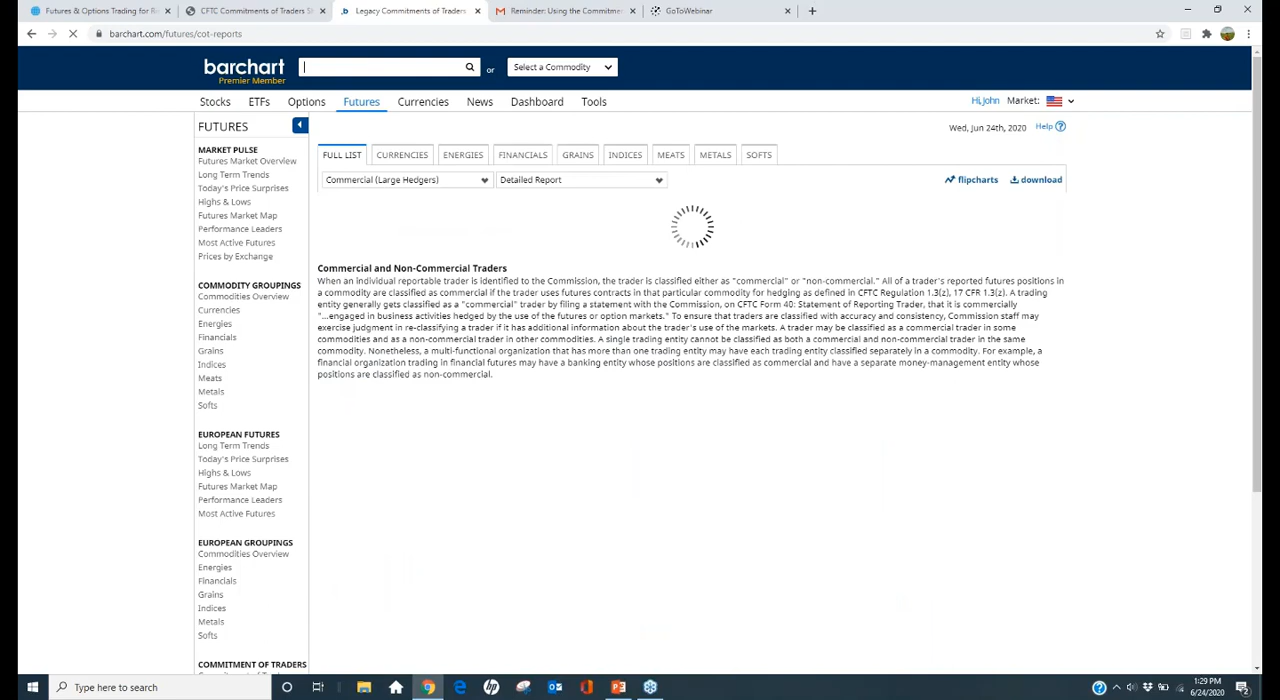 Futures & Options Trading for Ri
CFTC Commitments of Traders S
Legacy Commitments of Traders
Reminder: Using the Commitme
GoToWebinar
barchart.com/futures/cot-reports
barchart
Premier Member
or
Select a Commodity
Stocks ETFs Options Futures Currencies News Dashboard Tools
Hi, John Market:
FUTURES
Wed, Jun 24th, 2020 Help
MARKET PULSE
Futures Market Overview
Long Term Trends
Today's Price Surprises
Highs & Lows
Futures Market Map
Performance Leaders
Most Active Futures
Prices by Exchange
COMMODITY GROUPINGS
Commodities Overview
Currencies
Energies
Financials
Grains
Indices
Meats
Metals
Softs
EUROPEAN FUTURES
Long Term Trends
Today's Price Surprises
Highs & Lows
Futures Market Map
Performance Leaders
Most Active Futures
EUROPEAN GROUPINGS
Commodities Overview
Energies
Financials
Grains
Indices
Metals
Softs
COMMITMENT OF TRADERS
FULL LIST CURRENCIES ENERGIES FINANCIALS GRAINS INDICES MEATS METALS SOFTS
Commercial (Large Hedgers) Detailed Report flipcharts download
Commercial and Non-Commercial Traders
When an individual reportable trader is identified to the Commission, the trader is classified either as "commercial" or "non-commercial." All of a trader's reported futures positions
in a commodity are classified as commercial if the trader uses futures contracts in that particular commodity for hedging as defined in CFTC Regulation 1.3(z), 17 CFR 1.3(z). A trading
entity generally gets classified as a "commercial" trader by filing a statement with the Commission, on CFTC Form 40: Statement of Reporting Trader, that it is commercially
"...engaged in business activities hedged by the use of the futures or option markets." To ensure that traders are classified with accuracy and consistency, Commission staff may
exercise judgment in re-classifying a trader if it has additional information about the trader's use of the markets. A trader may be classified as a commercial trader in some
commodities and as a non-commercial trader in other commodities. A single trading entity cannot be classified as both a commercial and non-commercial trader in the same
commodity. Nonetheless, a multi-functional organization that has more than one trading entity may have each trading entity classified separately in a commodity. For example, a
financial organization trading in financial futures may have a banking entity whose positions are classified as commercial and have a separate money-management entity whose
positions are classified as non-commercial.
Type here to search
1:29 PM
6/24/2020